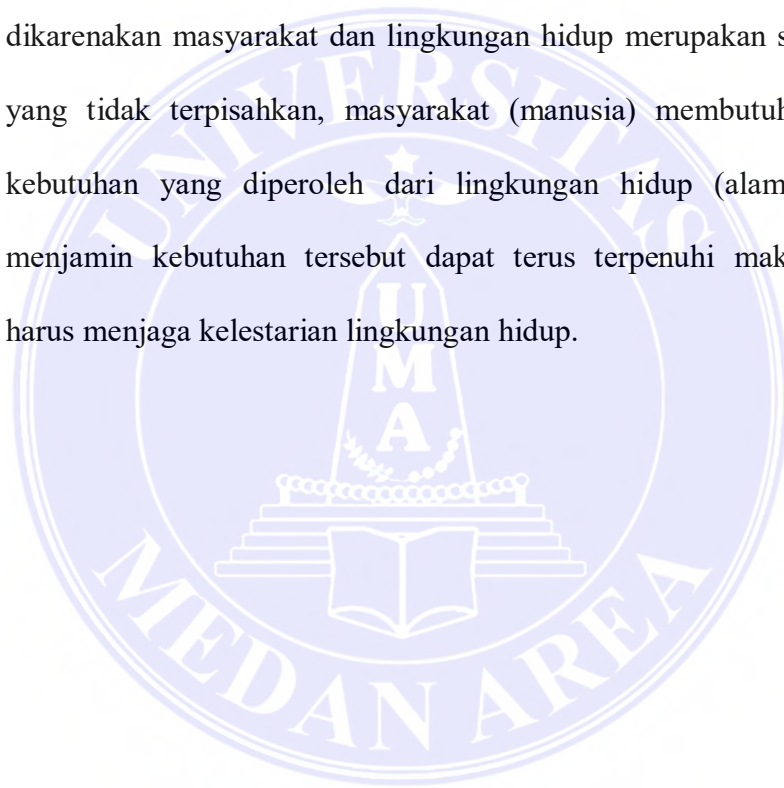 dikarenakan masyarakat dan lingkungan hidup merupakan s
yang tidak terpisahkan, masyarakat (manusia) membutuh
kebutuhan yang diperoleh dari lingkungan hidup (alam
menjamin kebutuhan tersebut dapat terus terpenuhi mak
harus menjaga kelestarian lingkungan hidup.
UNIVERSITAS
U
M
A
MEDAN AREA